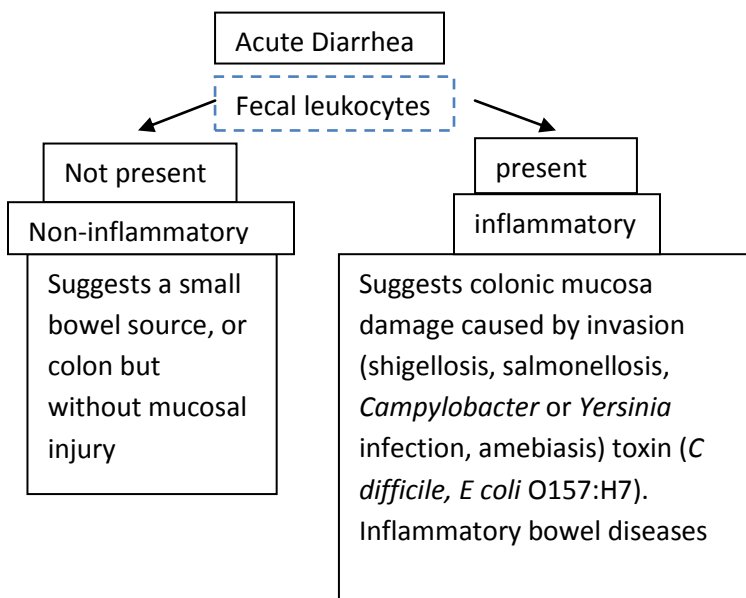 Acute Diarrhea
Fecal leukocytes
Not present
Non-inflammatory
Suggests a small
bowel source, or
colon but
without mucosal
injury
present
inflammatory
Suggests colonic mucosa
damage caused by invasion
(shigellosis, salmonellosis,
Campylobacter or Yersinia
infection, amebiasis) toxin (C
difficile, E coli O157:H7).
Inflammatory bowel diseases